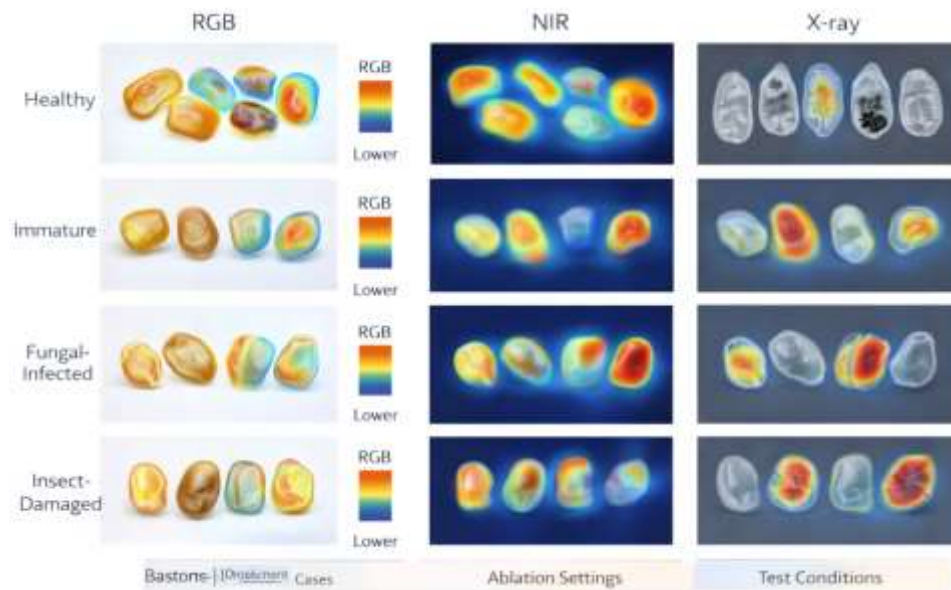 RGB NIR X-ray
Healthy
RGB
Lower
Immature
RGB
Lower
Fungal-
Infected
RGB
Lower
Insect-
Damaged
RGB
Lower
Cases Ablation Settings Test Conditions